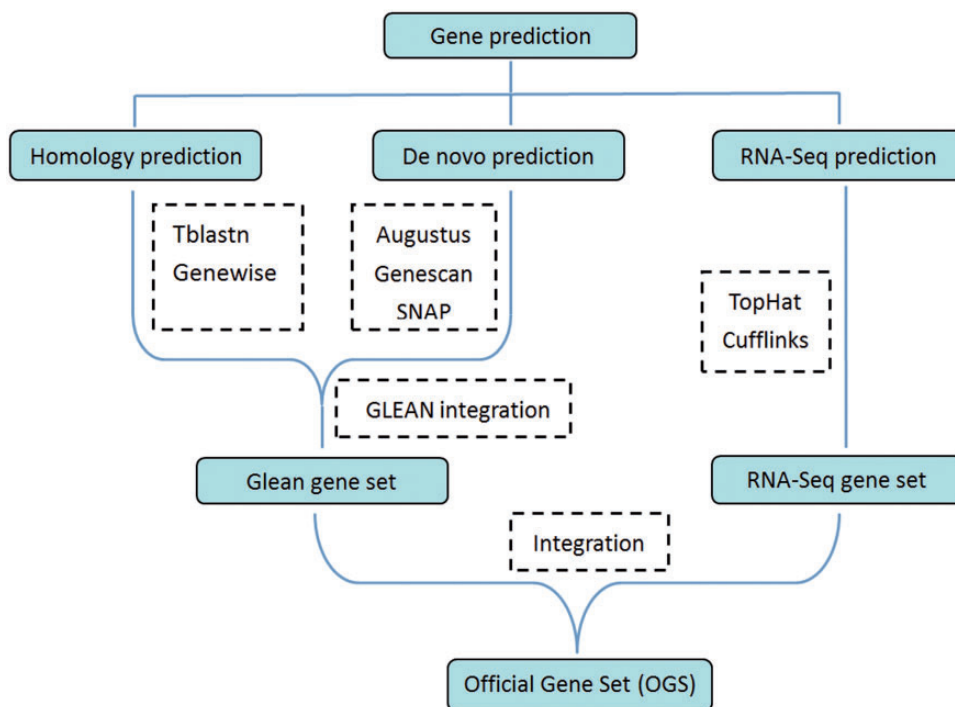 Gene prediction
Homology prediction
De novo prediction
RNA-Seq prediction
Tblastn
Genewise
Augustus
Genescan
SNAP
TopHat
Cufflinks
GLEAN integration
Glean gene set
RNA-Seq gene set
Integration
Official Gene Set (OGS)